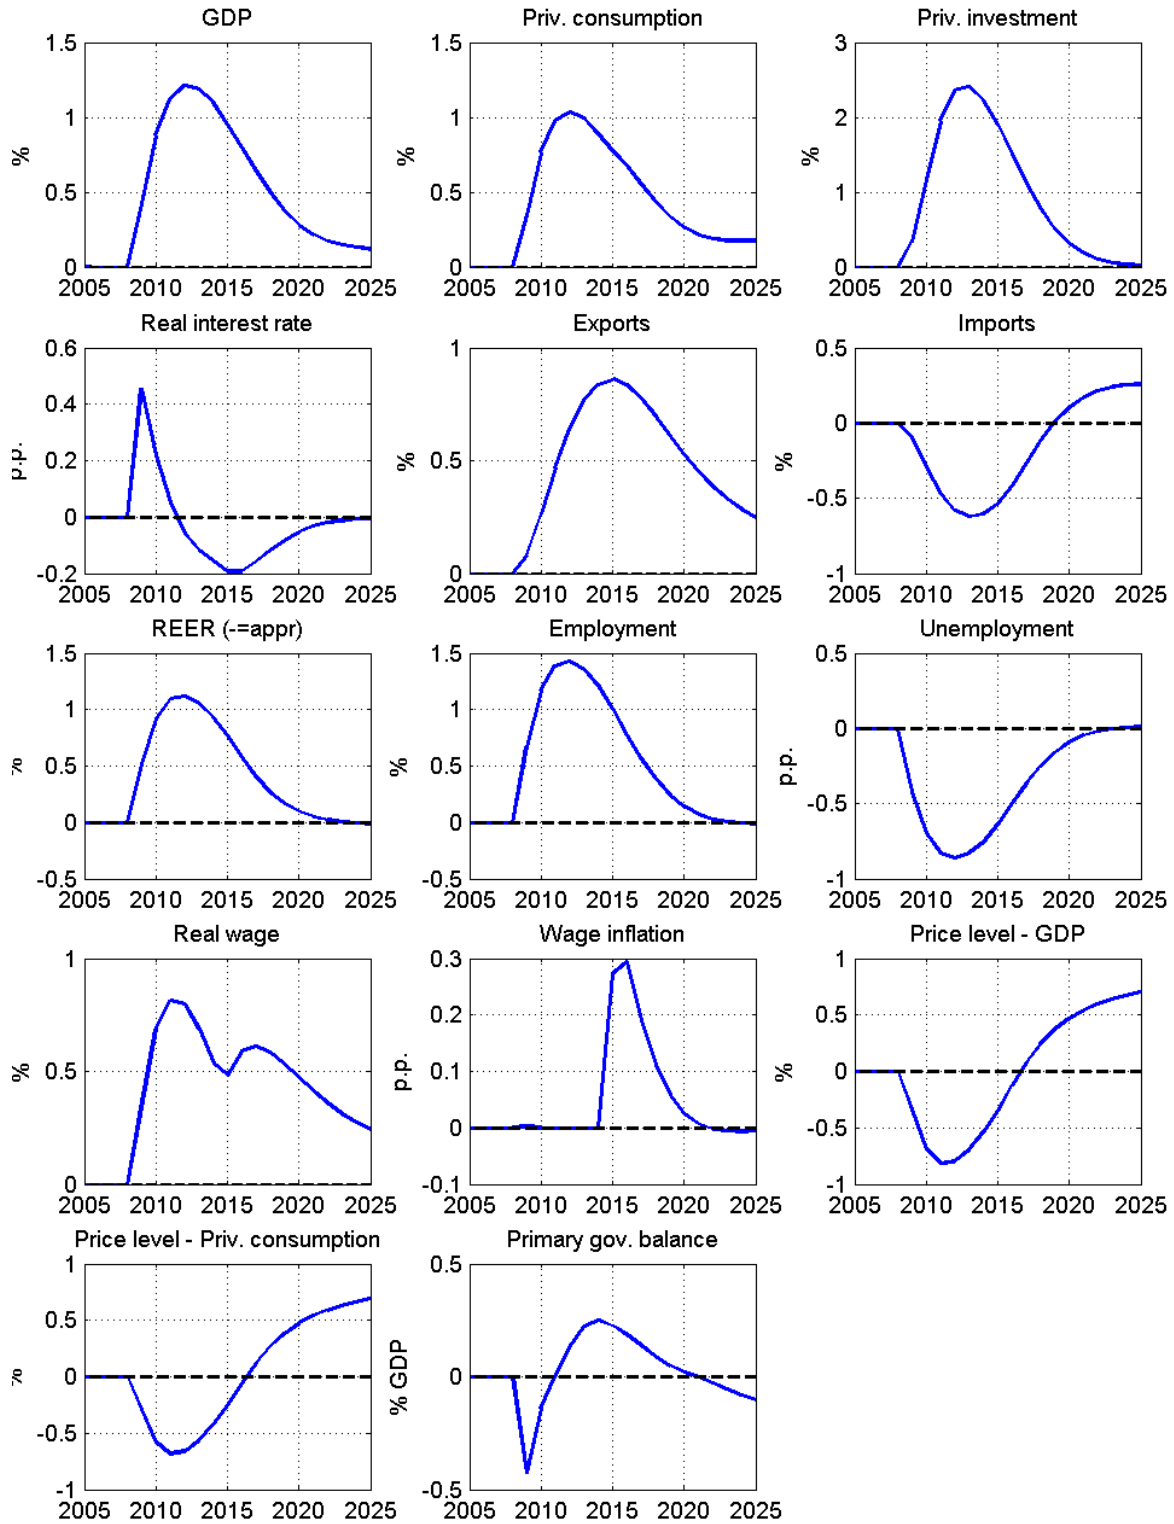 GDP
Priv. consumption
Priv. investment
1.5
1
0.5
0
%
2005 2010 2015 2020 2025
1.5
1
0.5
0
%
2005 2010 2015 2020 2025
3
2
1
0
%
2005 2010 2015 2020 2025
Real interest rate
Exports
Imports
0.6
0.4
0.2
0
-0.2
p.p.
2005 2010 2015 2020 2025
1
0.5
0
%
2005 2010 2015 2020 2025
0.5
0
-0.5
-1
%
2005 2010 2015 2020 2025
REER (-=appr)
Employment
Unemployment
1.5
1
0.5
0
-0.5
%
2005 2010 2015 2020 2025
1.5
1
0.5
0
-0.5
%
2005 2010 2015 2020 2025
0.5
0
-0.5
-1
p.p.
2005 2010 2015 2020 2025
Real wage
Wage inflation
Price level - GDP
1
0.5
0
%
2005 2010 2015 2020 2025
0.3
0.2
0.1
0
-0.1
p.p.
2005 2010 2015 2020 2025
1
0.5
0
-0.5
-1
%
2005 2010 2015 2020 2025
Price level - Priv. consumption
Primary gov. balance
1
0.5
0
-0.5
-1
%
2005 2010 2015 2020 2025
0.5
0
-0.5
% GDP
2005 2010 2015 2020 2025